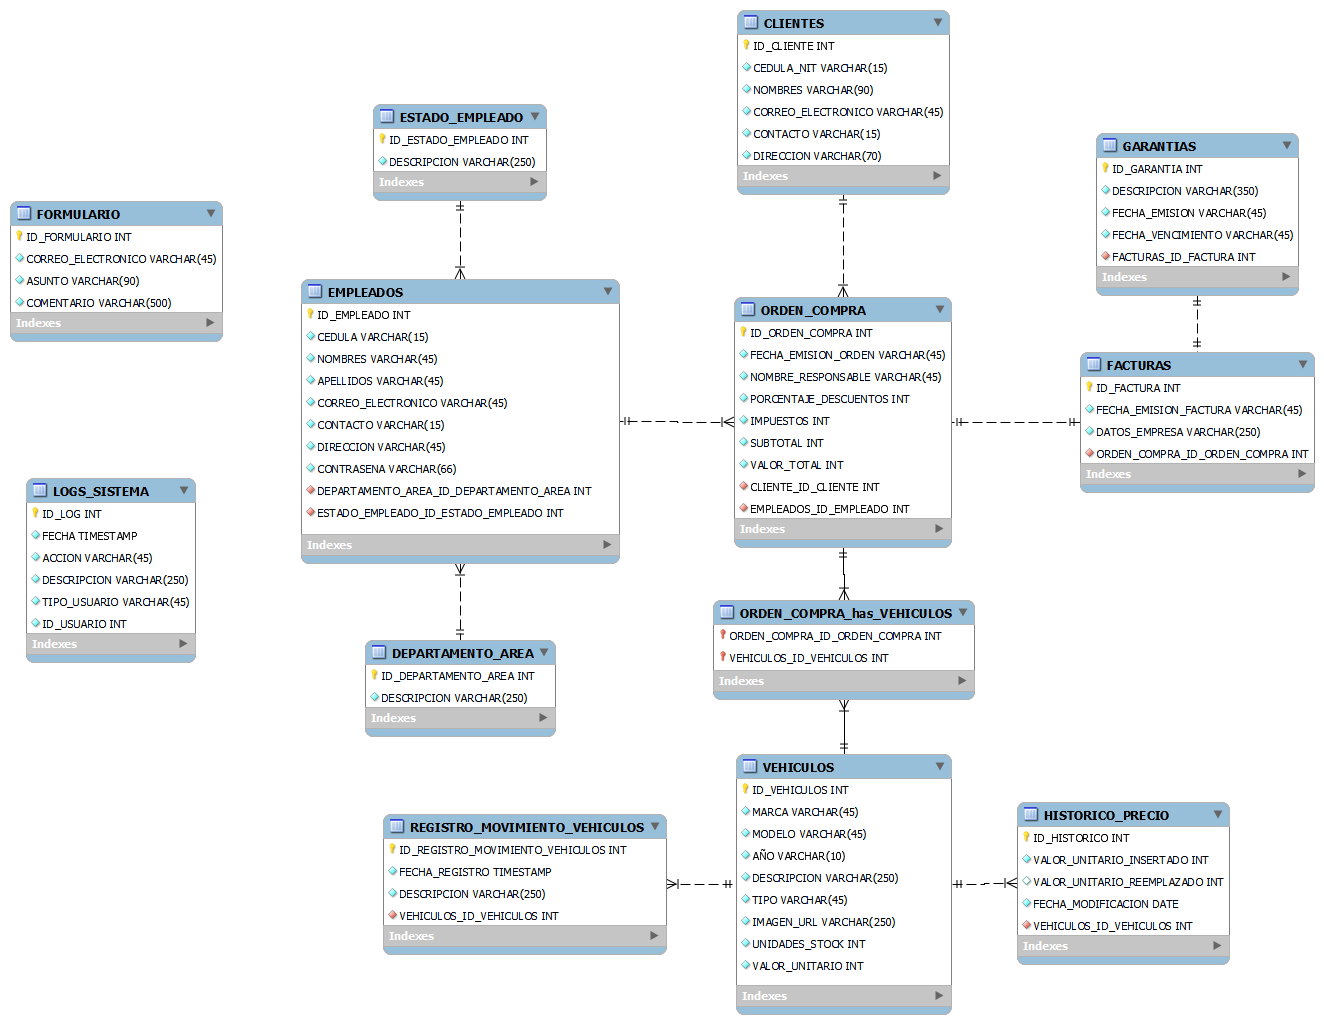 CLIENTES
ID_CLIENTE INT
CEDULA_NIT VARCHAR(15)
NOMBRES VARCHAR(90)
CORREO_ELECTRONICO VARCHAR(45)
CONTACTO VARCHAR(15)
DIRECCION VARCHAR(70)
Indexes
ESTADO_EMPLEADO
ID_ESTADO_EMPLEADO INT
DESCRIPCION VARCHAR(250)
Indexes
GARANTIAS
ID_GARANTIA INT
DESCRIPCION VARCHAR(350)
FECHA_EMISION VARCHAR(45)
FECHA_VENCIMIENTO VARCHAR(45)
FACTURAS_ID_FACTURA INT
Indexes
FORMULARIO
ID_FORMULARIO INT
CORREO_ELECTRONICO VARCHAR(45)
ASUNTO VARCHAR(90)
COMENTARIO VARCHAR(500)
Indexes
EMPLEADOS
ID_EMPLEADO INT
CEDULA VARCHAR(15)
NOMBRES VARCHAR(45)
APELLIDOS VARCHAR(45)
CORREO_ELECTRONICO VARCHAR(45)
CONTACTO VARCHAR(15)
DIRECCION VARCHAR(45)
CONTRASENA VARCHAR(66)
DEPARTAMENTO_AREA_ID_DEPARTAMENTO_AREA INT
ESTADO_EMPLEADO_ID_ESTADO_EMPLEADO INT
Indexes
ORDEN_COMPRA
ID_ORDEN_COMPRA INT
FECHA_EMISION_ORDEN VARCHAR(45)
NOMBRE_RESPONSABLE VARCHAR(45)
PORCENTAJE_DESCUENTOS INT
IMPUESTOS INT
SUBTOTAL INT
VALOR_TOTAL INT
CLIENTE_ID_CLIENTE INT
EMPLEADOS_ID_EMPLEADO INT
Indexes
FACTURAS
ID_FACTURA INT
FECHA_EMISION_FACTURA VARCHAR(45)
DATOS_EMPRESA VARCHAR(250)
ORDEN_COMPRA_ID_ORDEN_COMPRA INT
Indexes
LOGS_SISTEMA
ID_LOG INT
FECHA TIMESTAMP
ACCION VARCHAR(45)
DESCRIPCION VARCHAR(250)
TIPO_USUARIO VARCHAR(45)
ID_USUARIO INT
Indexes
ORDEN_COMPRA_has_VEHICULOS
ORDEN_COMPRA_ID_ORDEN_COMPRA INT
VEHICULOS_ID_VEHICULOS INT
Indexes
DEPARTAMENTO_AREA
ID_DEPARTAMENTO_AREA INT
DESCRIPCION VARCHAR(250)
Indexes
VEHICULOS
ID_VEHICULOS INT
MARCA VARCHAR(45)
MODELO VARCHAR(45)
AÑO VARCHAR(10)
DESCRIPCION VARCHAR(250)
TIPO VARCHAR(45)
IMAGEN_URL VARCHAR(250)
UNIDADES_STOCK INT
VALOR_UNITARIO INT
Indexes
REGISTRO_MOVIMIENTO_VEHICULOS
ID_REGISTRO_MOVIMIENTO_VEHICULOS INT
FECHA_REGISTRO TIMESTAMP
DESCRIPCION VARCHAR(250)
VEHICULOS_ID_VEHICULOS INT
Indexes
HISTORICO_PRECIO
ID_HISTORICO INT
VALOR_UNITARIO_INSERTADO INT
VALOR_UNITARIO_REEMPLAZADO INT
FECHA_MODIFICACION DATE
VEHICULOS_ID_VEHICULOS INT
Indexes